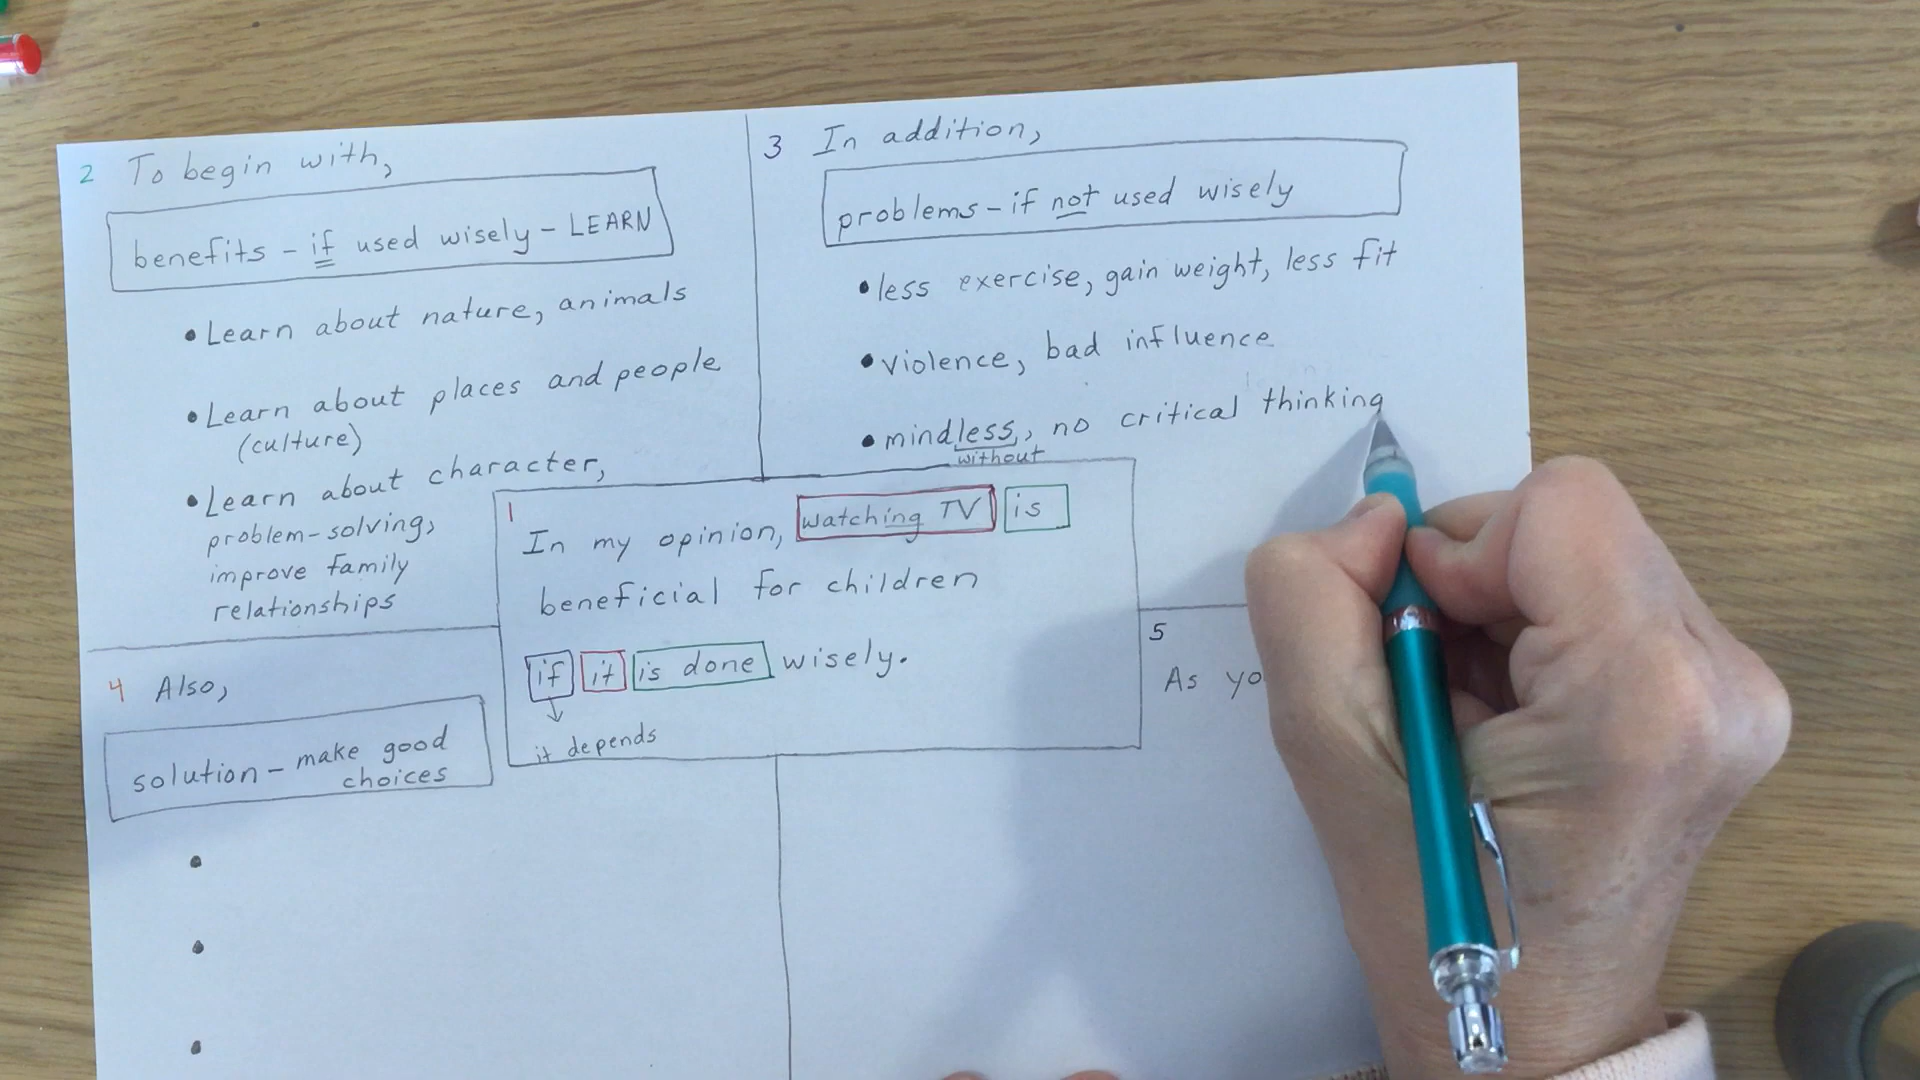 2 To begin with,
benefits - if used wisely - LEARN
• Learn about nature, animals
• Learn about places and people
(culture)
• Learn about character,
problem-solving,
improve family
relationships
3 In addition,
problems - if not used wisely
• less exercise, gain weight, less fit
• violence, bad influence
• mindless, no critical thinking
without
1
In my opinion, watching TV is
beneficial for children
if it is done wisely.
it depends
4 Also,
solution - make good
choices
5
As yo